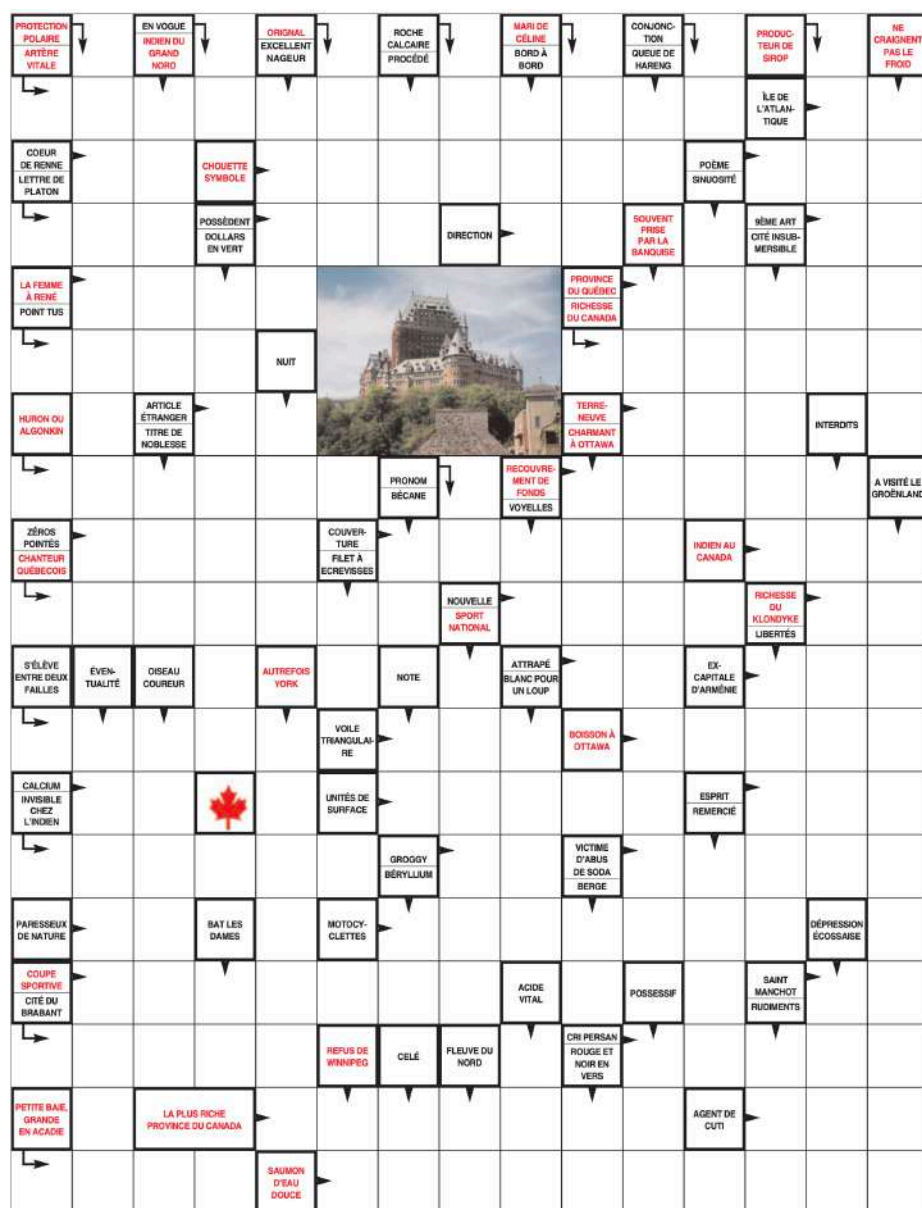 PROTECTION
POLAIRE
ARTÈRE
VITALE
EN VOGUE
INDIEN DU
GRAND
NORD
ORIGNAL
EXCELLENT
NAGEUR
ROCHE
CALCAIRE
PROCÉDÉ
MARI DE
CÉLINE
BORD À
BORD
CONJONC-
TION
QUEUE DE
HARENG
PRODUC-
TEUR DE
SIROP
NE
CRAIGNENT
PAS LE
FROID
ÎLE DE
L'ATLAN-
TIQUE
COEUR
DE RENNE
LETTRE DE
PLATON
CHOUETTE
SYMBOLE
POÈME
SINUOSITÉ
POSSÈDENT
DOLLARS
EN VERT
DIRECTION
SOUVENT
PRISE
PAR LA
BANQUISE
9ÈME ART
CITÉ INSUB-
MERSIBLE
LA FEMME
À RENÉ
POINT TUS
PROVINCE
DU QUÉBEC
RICHESSE
DU CANADA
NUIT
HURON OU
ALGONKIN
ARTICLE
ÉTRANGER
TITRE DE
NOBLESSE
TERRE-
NEUVE
CHARMANT
À OTTAWA
INTERDITS
PRONOM
BÉCANE
RECOUVRE-
MENT DE
FONDS
VOYELLES
A VISITÉ LE
GROËNLAND
ZÉROS
POINTÉS
CHANTEUR
QUÉBECOIS
COUVER-
TURE
FILET À
ECREVISSES
INDIEN AU
CANADA
NOUVELLE
SPORT
NATIONAL
RICHESSE
DU
KLONDYKE
LIBERTÉS
S'ÉLÈVE
ENTRE DEUX
FAILLES
ÉVEN-
TUALITÉ
OISEAU
COUREUR
AUTREFOIS
YORK
NOTE
ATTRAPÉ
BLANC POUR
UN LOUP
EX-
CAPITALE
D'ARMÉNIE
VOILE
TRIANGULAI-
RE
BOISSON À
OTTAWA
CALCIUM
INVISIBLE
CHEZ
L'INDIEN
UNITÉS DE
SURFACE
ESPRIT
REMERCIÉ
GROGGY
BÉRYLLIUM
VICTIME
D'ABUS
DE SODA
BERGE
PARESSEUX
DE NATURE
BAT LES
DAMES
MOTOCY-
CLETTES
DÉPRESSION
ÉCOSSAISE
COUPE
SPORTIVE
CITÉ DU
BRABANT
ACIDE
VITAL
POSSESSIF
SAINT
MANCHOT
RUDIMENTS
REFUS DE
WINNIPEG
CELÉ
FLEUVE DU
NORD
CRI PERSAN
ROUGE ET
NOIR EN
VERS
PETITE BAIE,
GRANDE
EN ACADIE
LA PLUS RICHE
PROVINCE DU CANADA
AGENT DE
CUTI
SAUMON
D'EAU
DOUCE